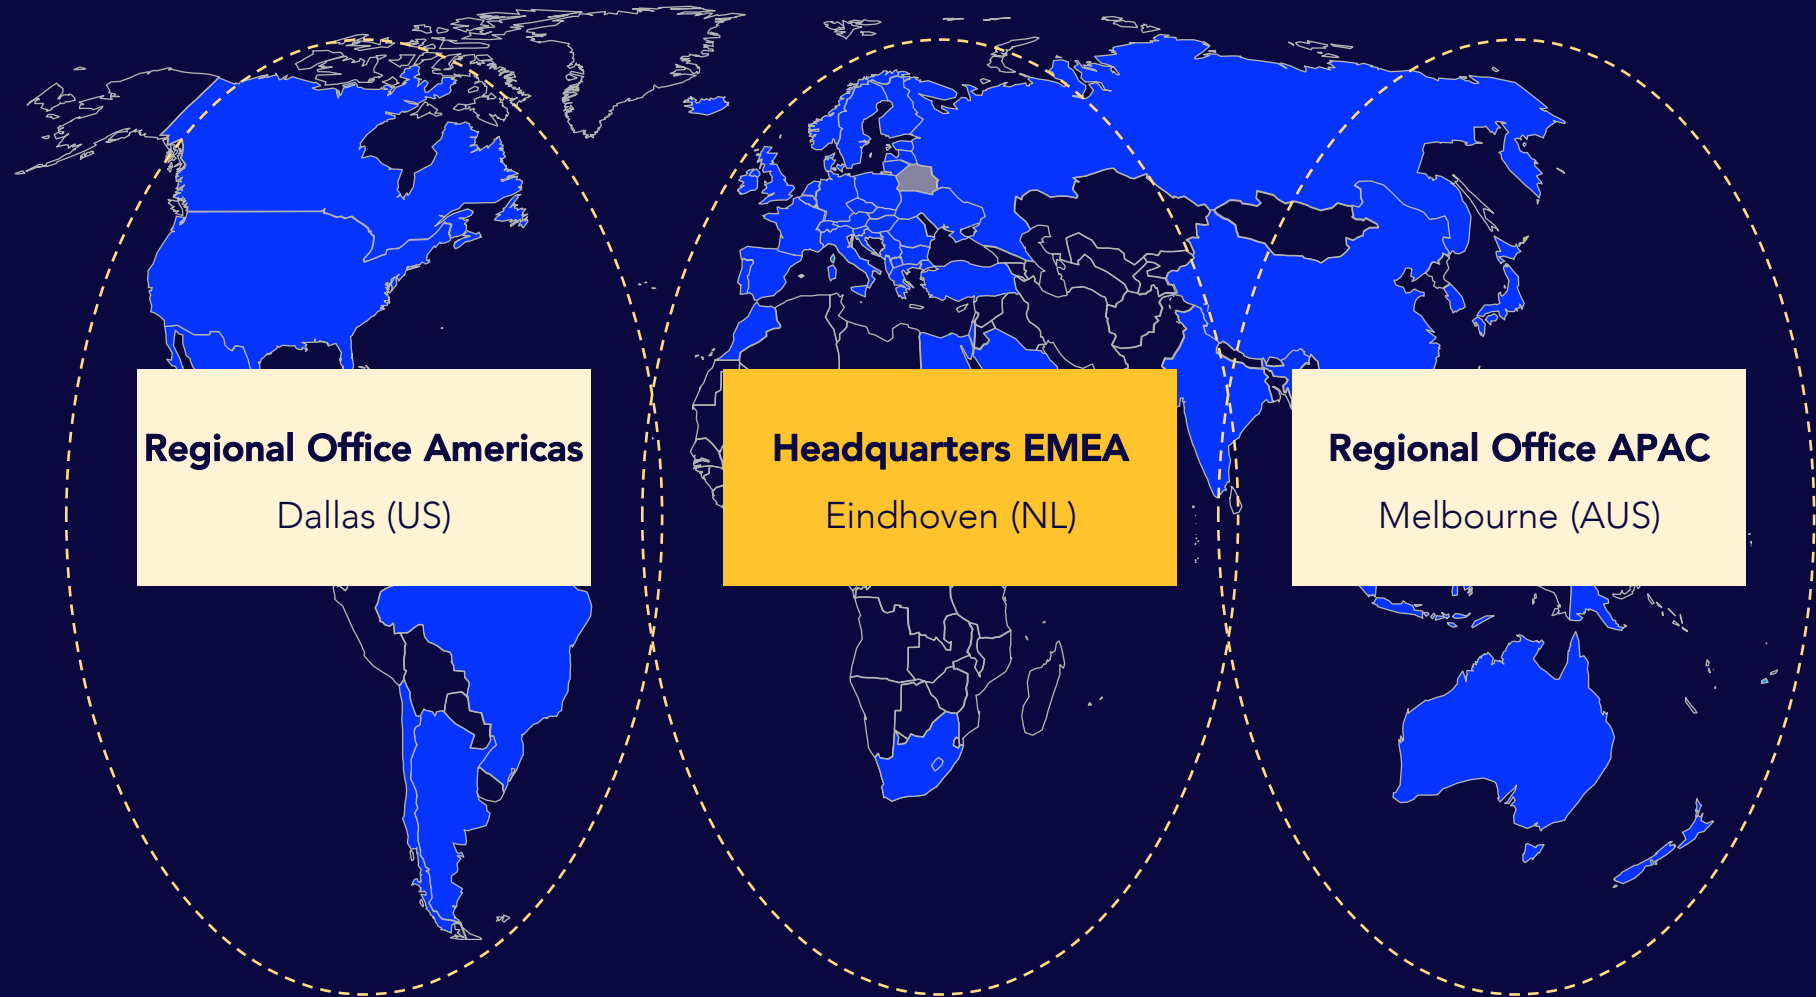 Regional Office Americas
Dallas (US)
Headquarters EMEA
Eindhoven (NL)
Regional Office APAC
Melbourne (AUS)